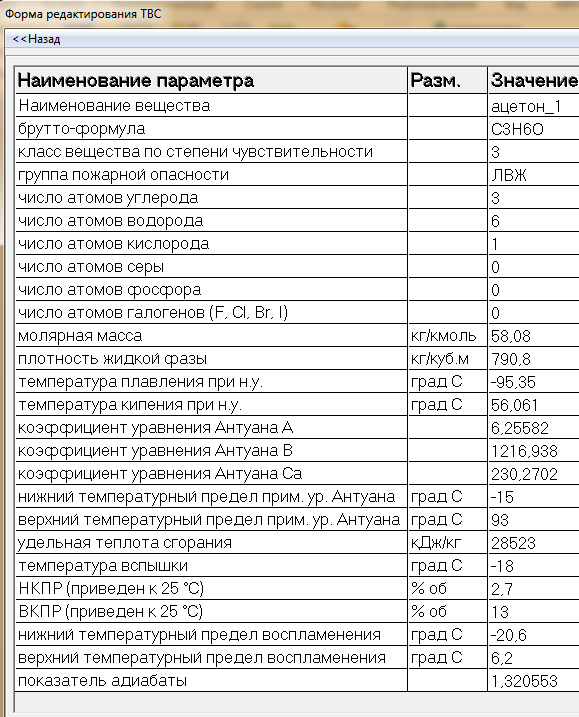 Форма редактирования ТВС
<<Назад
Наименование параметра Разм. Значение
Наименование вещества ацетон_1
брутто-формула C3H6O
класс вещества по степени чувствительности 3
группа пожарной опасности ЛВЖ
число атомов углерода 3
число атомов водорода 6
число атомов кислорода 1
число атомов серы 0
число атомов фосфора 0
число атомов галогенов (F, Cl, Br, I) 0
молярная масса кг/кмоль 58,08
плотность жидкой фазы кг/куб.м 790,8
температура плавления при н.у. град С -95,35
температура кипения при н.у. град С 56,061
коэффициент уравнения Антуана А 6,25582
коэффициент уравнения Антуана В 1216,938
коэффициент уравнения Антуана Са 230,2702
нижний температурный предел прим. ур. Антуана град С -15
верхний температурный предел прим. ур. Антуана град С 93
удельная теплота сгорания кДж/кг 28523
температура вспышки град С -18
НКПР (приведен к 25 °С) % об 2,7
ВКПР (приведен к 25 °С) % об 13
нижний температурный предел воспламенения град С -20,6
верхний температурный предел воспламенения град С 6,2
показатель адиабаты 1,320553